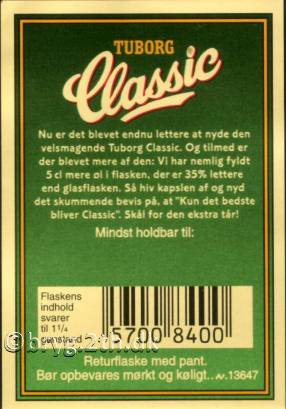 TUBORG
Classic
Nu er det blevet endnu lettere at nyde den
velsmagende Tuborg Classic. Og tilmed er
der blevet mere af den: Vi har nemlig fyldt
5 cl mere øl i flasken, der er 35% lettere
end glasflasken. Så hiv kapslen af og nyd
det skummende bevis på, at "Kun det bedste
bliver Classic". Skål for den ekstra tår!
Mindst holdbar til:
Flaskens
indhold
svarer
til 1 1/4
genstand
5700 8400
© bryg.2th.dk
Returflaske med pant.
Bør opbevares mørkt og køligt. 13647